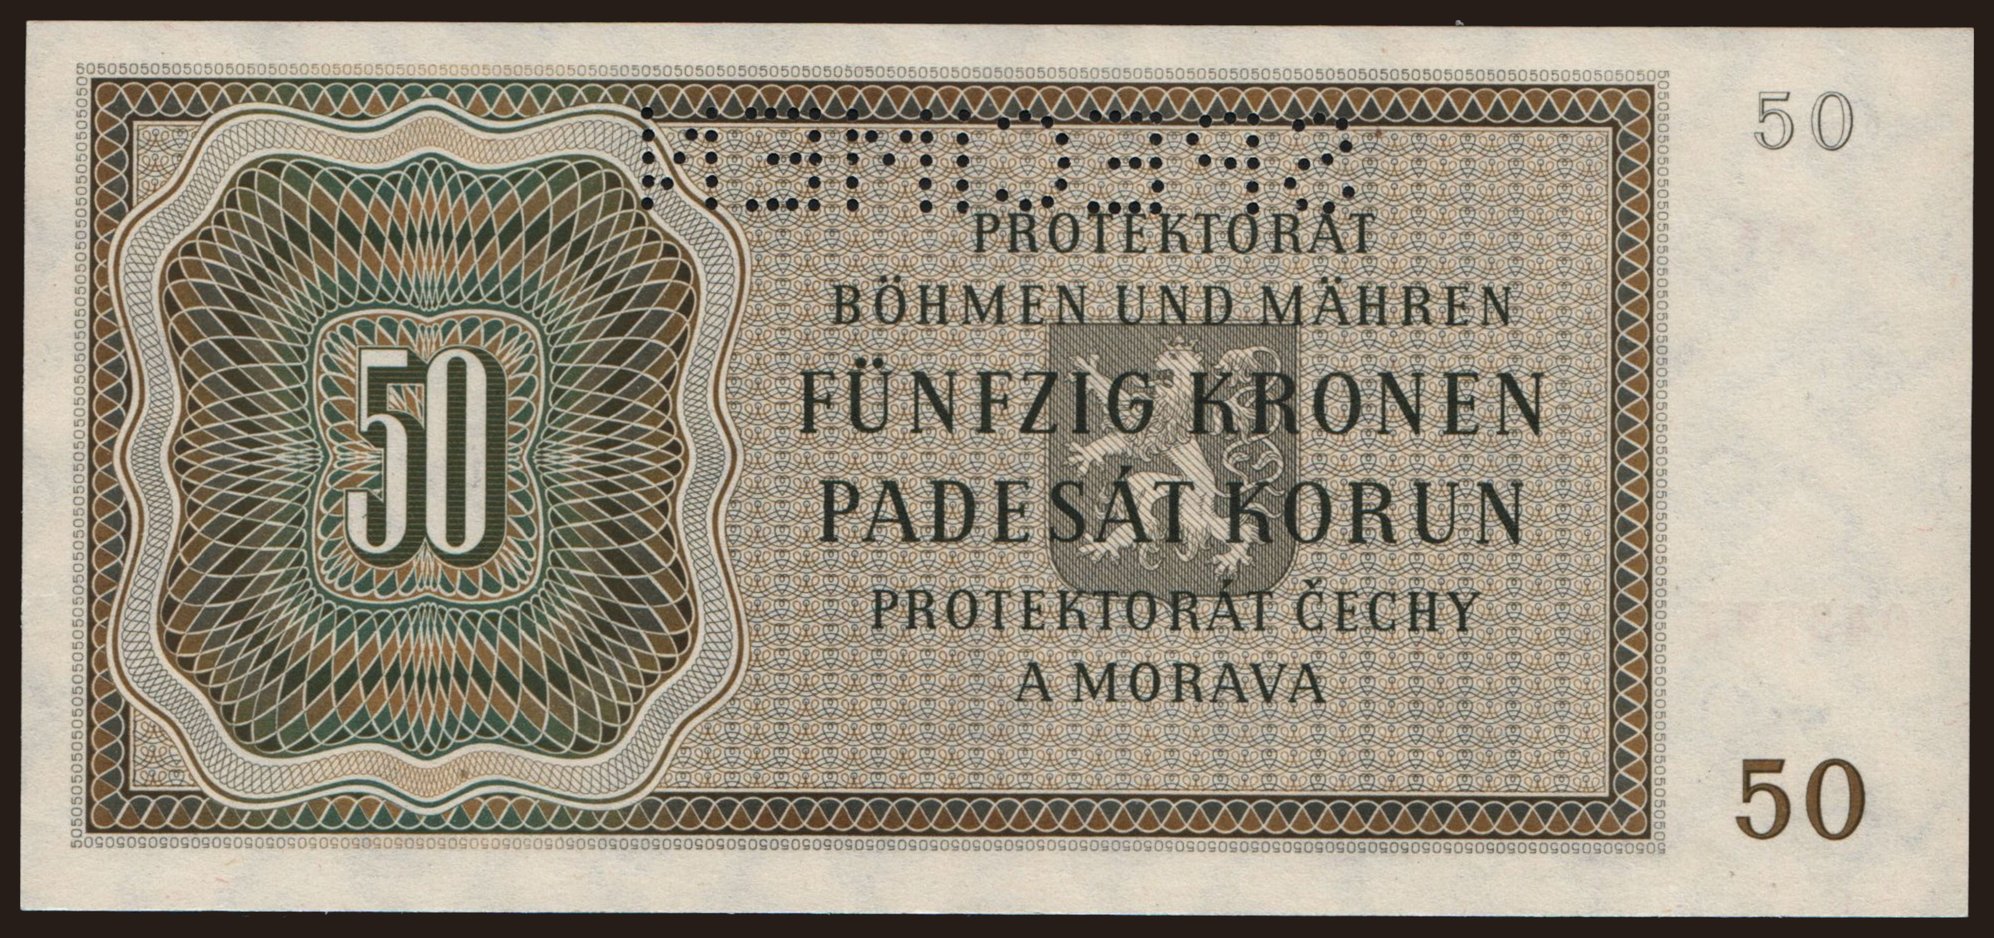 50
PROTEKTORAT
BÖHMEN UND MÄHREN
50
FÜNFZIG KRONEN
PADESÁT KORUN
PROTEKTORÁT ČECHY
A MORAVA
50